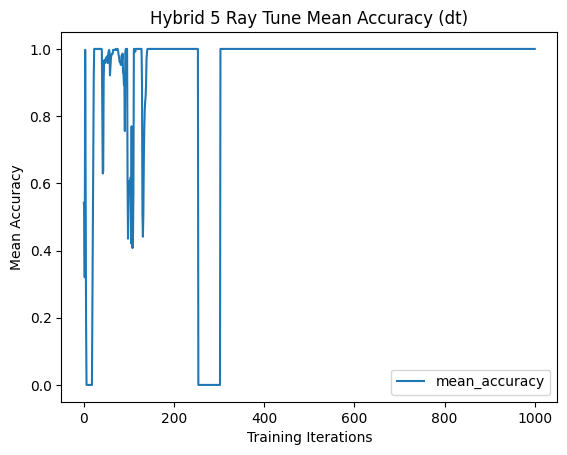 Hybrid 5 Ray Tune Mean Accuracy (dt)
Mean Accuracy
1.0
0.8
0.6
0.4
0.2
0.0
mean_accuracy
0 200 400 600 800 1000
Training Iterations